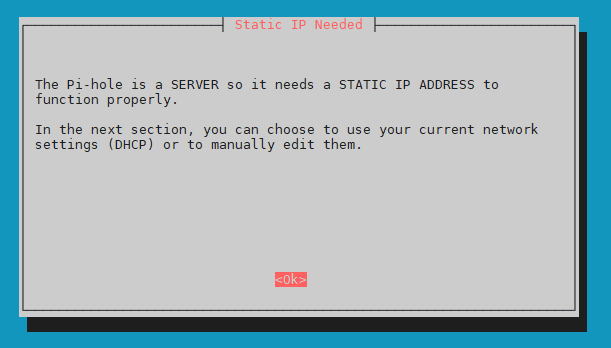 Static IP Needed
The Pi-hole is a SERVER so it needs a STATIC IP ADDRESS to
function properly.
In the next section, you can choose to use your current network
settings (DHCP) or to manually edit them.
<Ok>